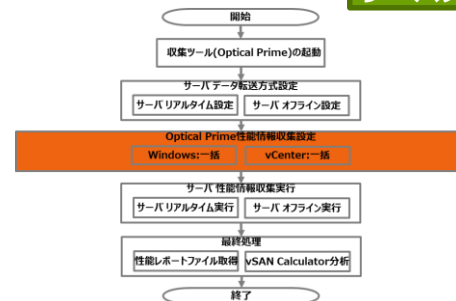 開始
収集ツール(Optical Prime)の起動
サーバ データ転送方式設定
サーバ リアルタイム設定
サーバ オフライン設定
Optical Prime性能情報収集設定
Windows:一括
vCenter:一括
サーバ 性能情報収集実行
サーバ リアルタイム実行
サーバ オフライン実行
最終処理
性能レポートファイル取得
vSAN Calculator分析
終了